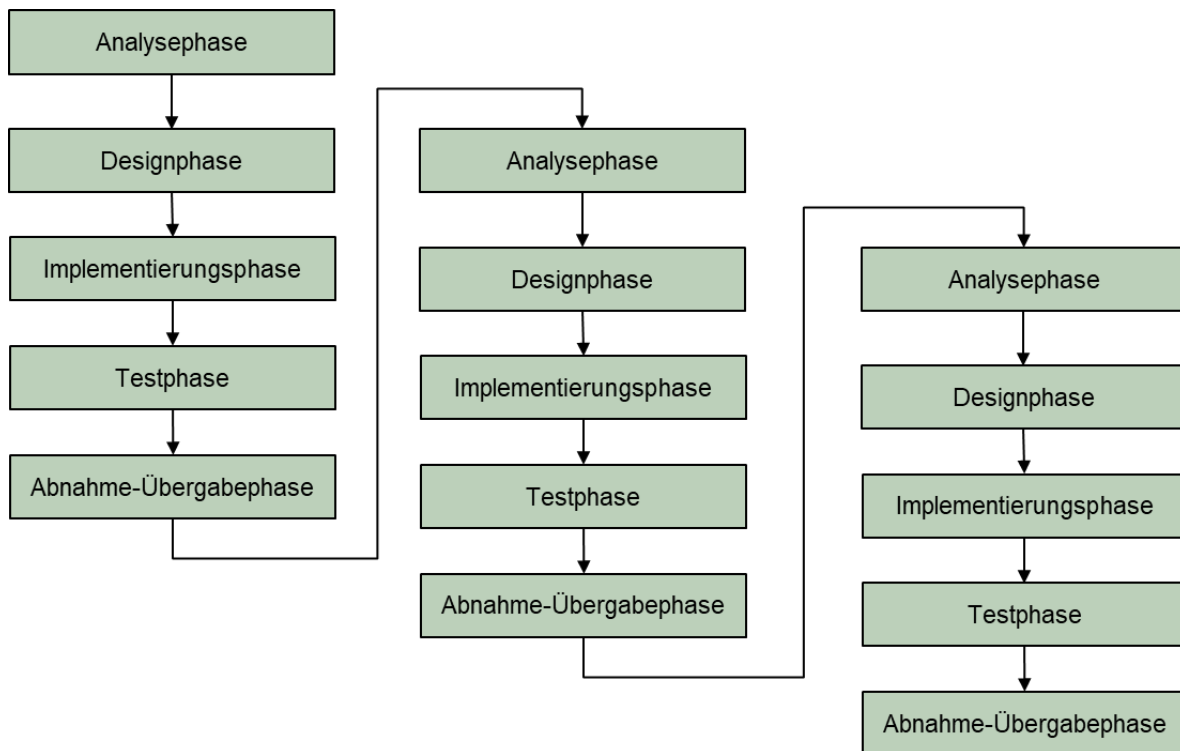 Analysephase
Designphase
Implementierungsphase
Testphase
Abnahme-Übergabephase
Analysephase
Designphase
Implementierungsphase
Testphase
Abnahme-Übergabephase
Analysephase
Designphase
Implementierungsphase
Testphase
Abnahme-Übergabephase